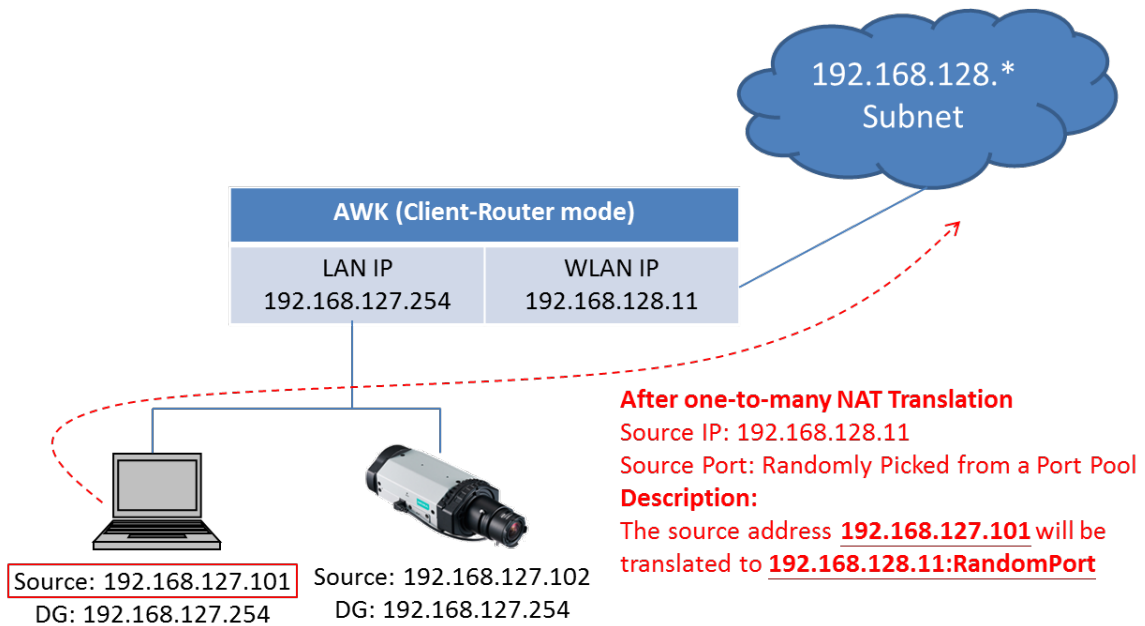 192.168.128.*
Subnet
AWK (Client-Router mode)
LAN IP
192.168.127.254
WLAN IP
192.168.128.11
After one-to-many NAT Translation
Source IP: 192.168.128.11
Source Port: Randomly Picked from a Port Pool
Description:
The source address 192.168.127.101 will be
translated to 192.168.128.11:RandomPort
Source: 192.168.127.101
DG: 192.168.127.254
Source: 192.168.127.102
DG: 192.168.127.254